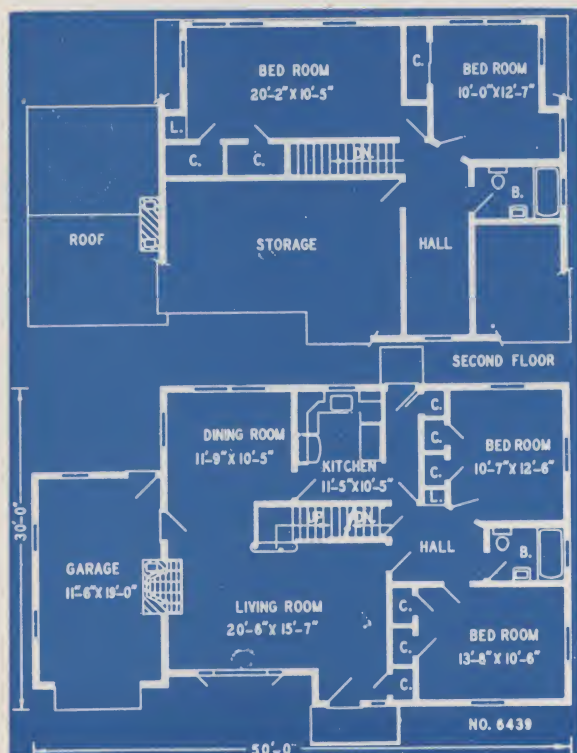 BED ROOM
20'-2" X 10'-5"
C.
BED ROOM
10'-0" X 12'-7"
L.
C.
C.
DN.
B.
ROOF
STORAGE
HALL
SECOND FLOOR
DINING ROOM
11'-9" X 10'-5"
KITCHEN
11'-5" X 10'-5"
C.
C.
C.
L.
BED ROOM
10'-7" X 12'-6"
30'-0"
UP
DN.
HALL
B.
GARAGE
11'-6" X 19'-0"
LIVING ROOM
20'-6" X 15'-7"
C.
C.
C.
BED ROOM
13'-8" X 10'-6"
NO. 6439
50'-0"